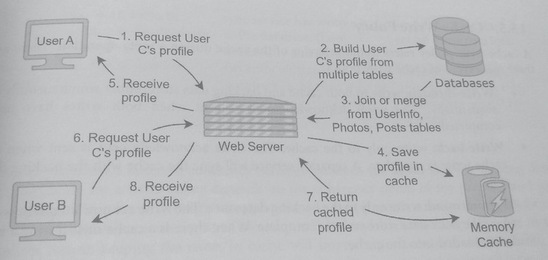 User A
1. Request User
C's profile
2. Build User
C's profile from
multiple tables
5. Receive
profile
Databases
3. Join or merge
from UserInfo,
Photos, Posts tables
6. Request User
C's profile
Web Server
4. Save
profile in
cache
User B
8. Receive
profile
7. Return
cached
profile
Memory
Cache